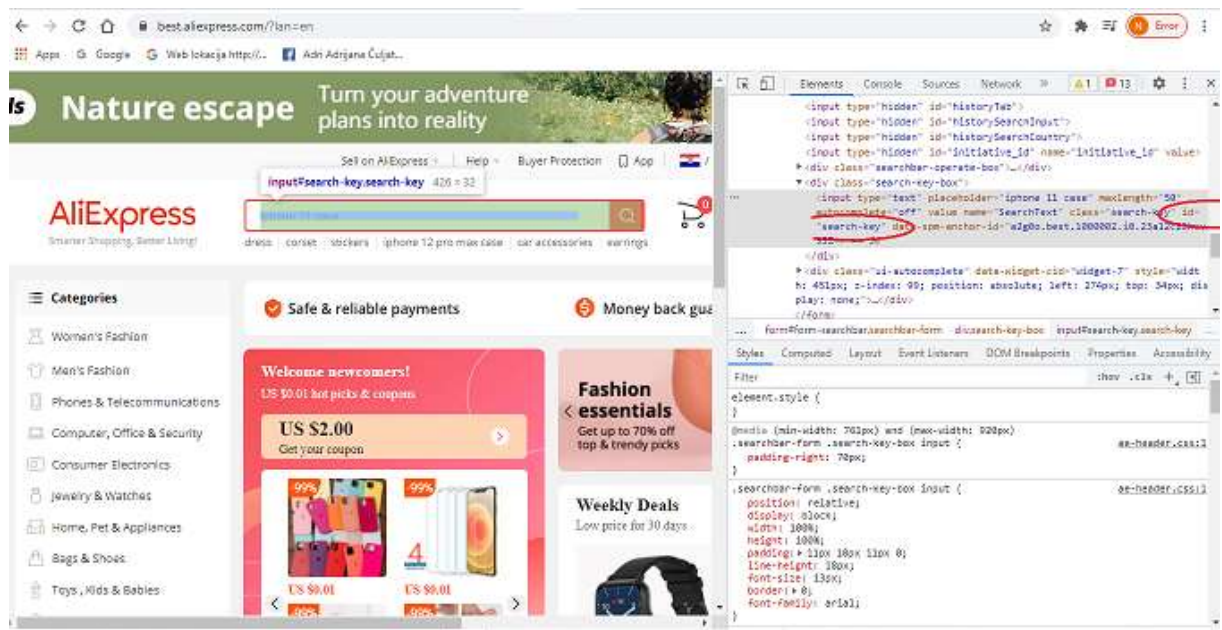 best.aliexpress.com/?lan=en
Error
Apps Google Web lokacija http://... Adri Adrijana Čuljat...
Nature escape Turn your adventure
plans into reality
Sell on AliExpress Help Buyer Protection App /
input#search-key.search-key 426 × 32
AliExpress
0
Smarter Shopping, Better Living!
dress corset stickers iphone 12 pro max case car accessories earrings
Categories
Women's Fashion
Men's Fashion
Phones & Telecommunications
Computer, Office & Security
Consumer Electronics
Jewelry & Watches
Home, Pet & Appliances
Bags & Shoes
Toys, Kids & Babies
Safe & reliable payments
Money back gua
Welcome newcomers!
US $0.01 hot picks & coupons
US $2.00
Get your coupon
-99% -99%
4
US $0.01 US $0.01
-99% -99%
Fashion
essentials
Get up to 70% off
top & trendy picks
Weekly Deals
Low price for 30 days
Elements Console Sources Network » 1 13
<input type="hidden" id="historyTab">
<input type="hidden" id="historySearchInput">
<input type="hidden" id="historySearchCountry">
<input type="hidden" id="initiative_id" name="initiative_id" value>
<div class="searchbar-operate-box">…</div>
<div class="search-key-box">
<input type="text" placeholder="iphone 11 case" maxlength="50"
autocomplete="off" value name="SearchText" class="search-key" id=
"search-key"
</div>
<div class="ui-autocomplete" data-widget-cid="widget-7" style="widt
h: 451px; z-index: 99; position: absolute; left: 274px; top: 34px; dis
play: none;">…</div>
</form>
... form#form-searchbar.searchbar-form div.search-key-box input#search-key.search-key ...
Styles Computed Layout Event Listeners DOM Breakpoints Properties Accessibility
Filter :hov .cls +
element.style {
}
@media (min-width: 761px) and (max-width: 920px)
.searchbar-form .search-key-box input { ae-header.css:1
padding-right: 70px;
}
.searchbar-form .search-key-box input { ae-header.css:1
position: relative;
display: block;
width: 100%;
height: 100%;
padding: 11px 10px 11px 0;
line-height: 18px;
font-size: 13px;
border: 0;
font-family: arial;
}